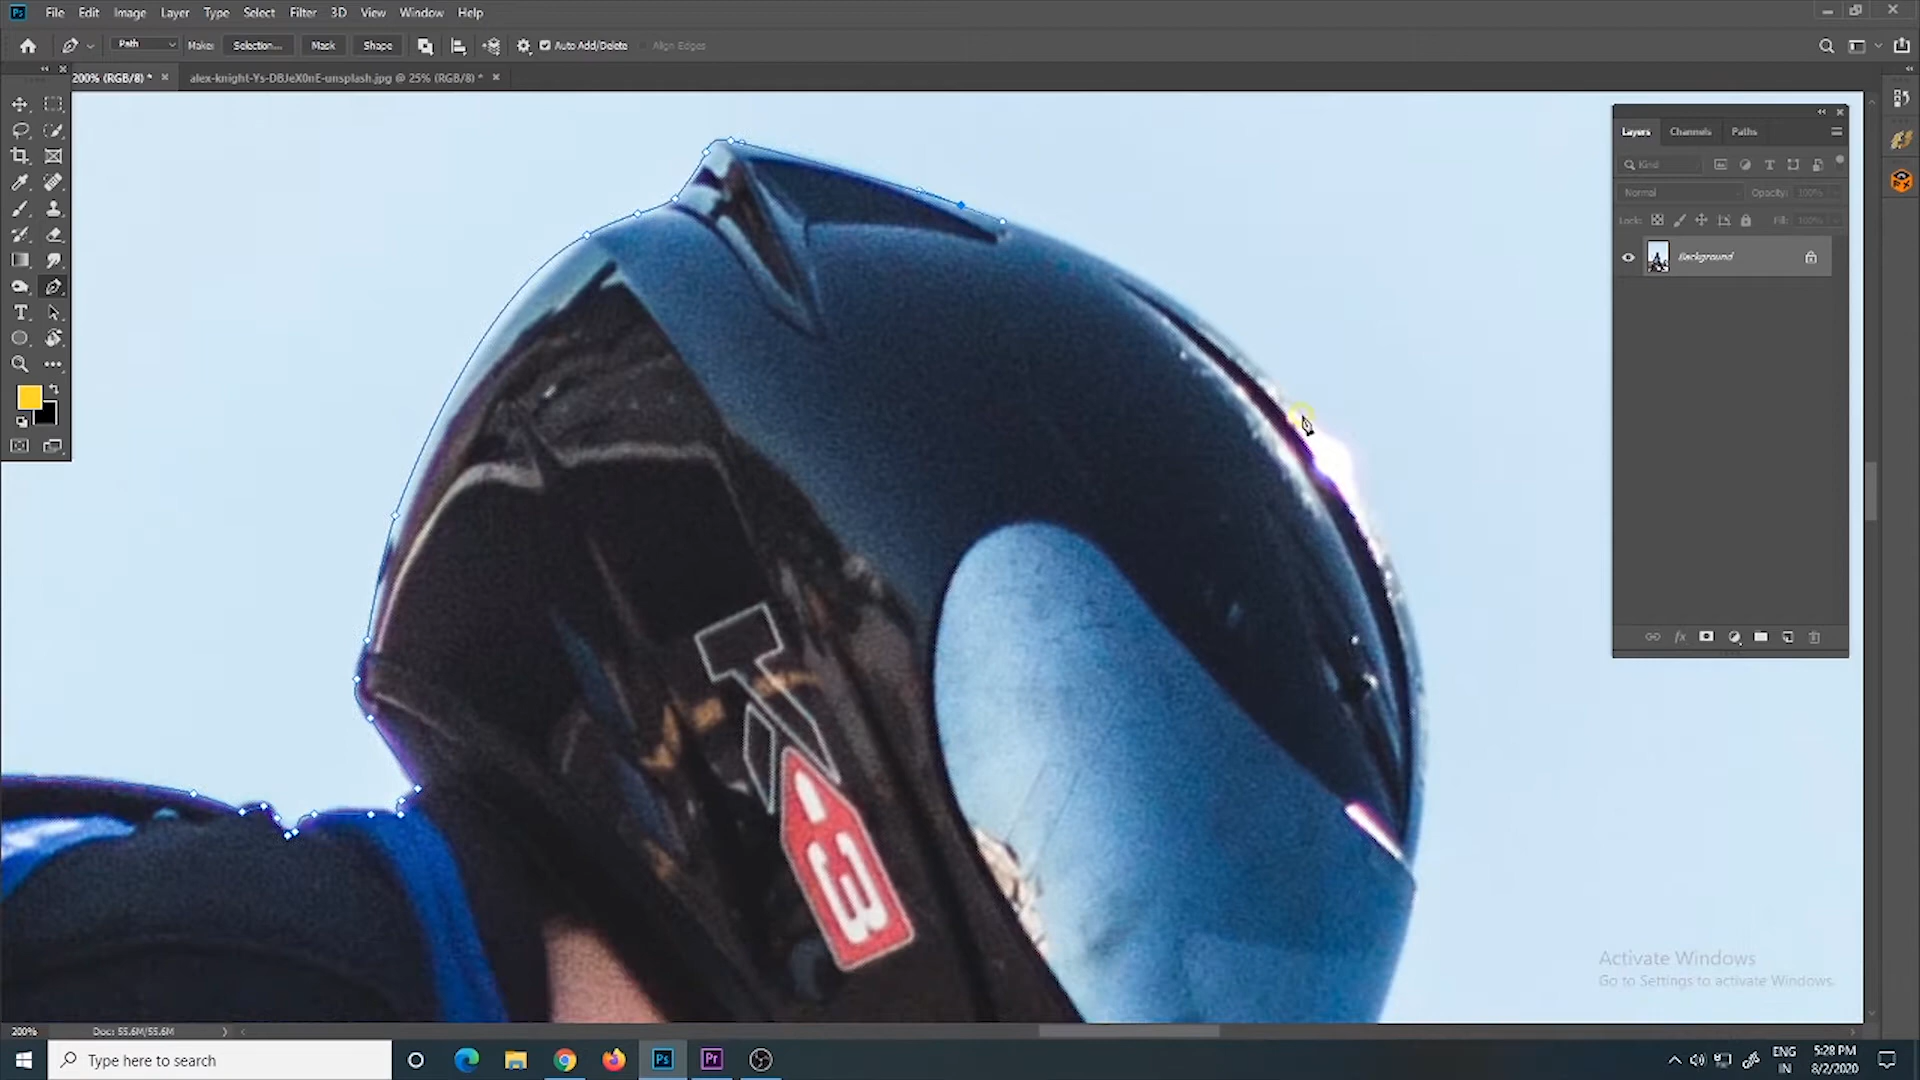 File Edit Image Layer Type Select Filter 3D View Window Help
Path Make: Selection... Mask Shape Auto Add/Delete Align Edges
200% (RGB/8) * × alex-knight-Ys-DBJeX0nE-unsplash.jpg @ 25% (RGB/8) * ×
Layers Channels Paths
Kind
Normal Opacity: 100%
Lock: Fill: 100%
Background
3
Activate Windows
Go to Settings to activate Windows.
200% Doc: 55.6M/55.6M
Type here to search
ENG
IN
5:28 PM
8/2/2020